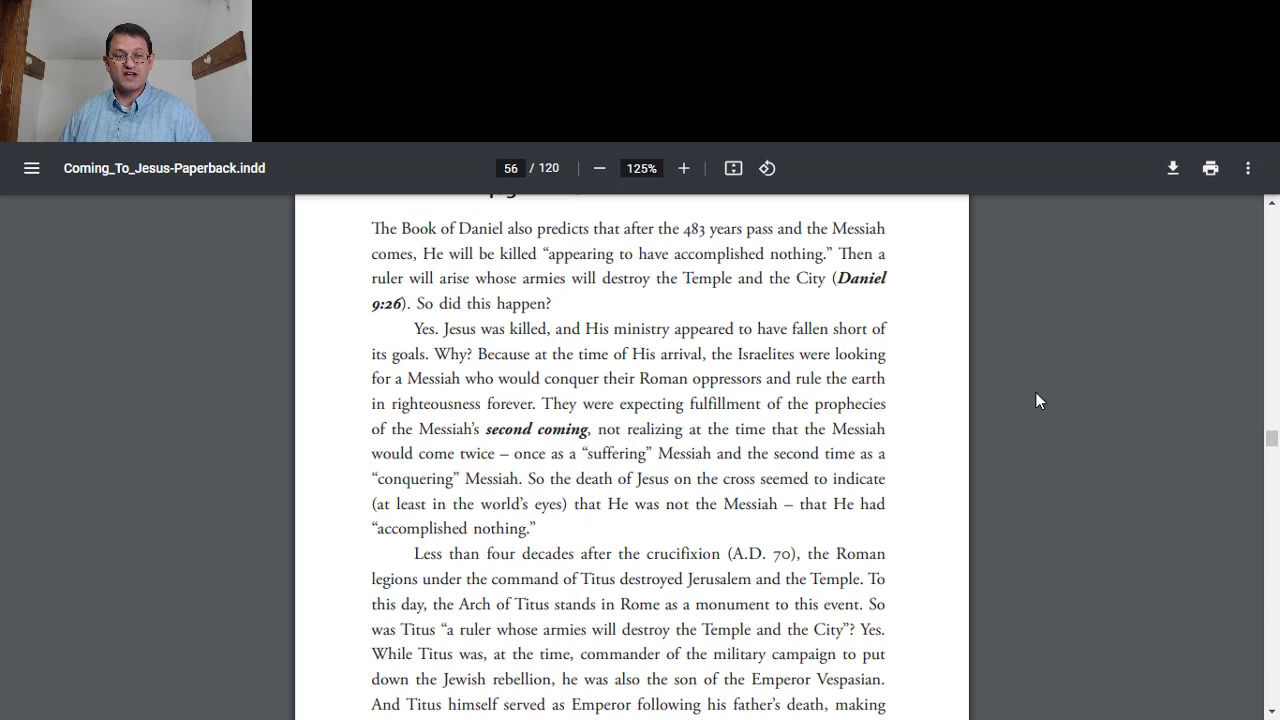 Coming_To_Jesus-Paperback.indd
56 / 120
125%
The Book of Daniel also predicts that after the 483 years pass and the Messiah
comes, He will be killed “appearing to have accomplished nothing.” Then a
ruler will arise whose armies will destroy the Temple and the City (Daniel
9:26). So did this happen?
Yes. Jesus was killed, and His ministry appeared to have fallen short of
its goals. Why? Because at the time of His arrival, the Israelites were looking
for a Messiah who would conquer their Roman oppressors and rule the earth
in righteousness forever. They were expecting fulfillment of the prophecies
of the Messiah’s second coming, not realizing at the time that the Messiah
would come twice – once as a “suffering” Messiah and the second time as a
“conquering” Messiah. So the death of Jesus on the cross seemed to indicate
(at least in the world’s eyes) that He was not the Messiah – that He had
“accomplished nothing.”
Less than four decades after the crucifixion (A.D. 70), the Roman
legions under the command of Titus destroyed Jerusalem and the Temple. To
this day, the Arch of Titus stands in Rome as a monument to this event. So
was Titus “a ruler whose armies will destroy the Temple and the City”? Yes.
While Titus was, at the time, commander of the military campaign to put
down the Jewish rebellion, he was also the son of the Emperor Vespasian.
And Titus himself served as Emperor following his father’s death, making